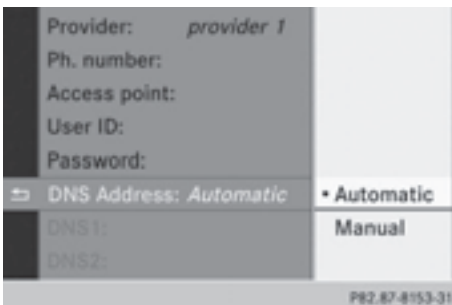 Provider: provider 1
Ph. number:
Access point:
User ID:
Password:
DNS Address: Automatic
• Automatic
DNS1:
Manual
DNS2:
P82.87-8153-31